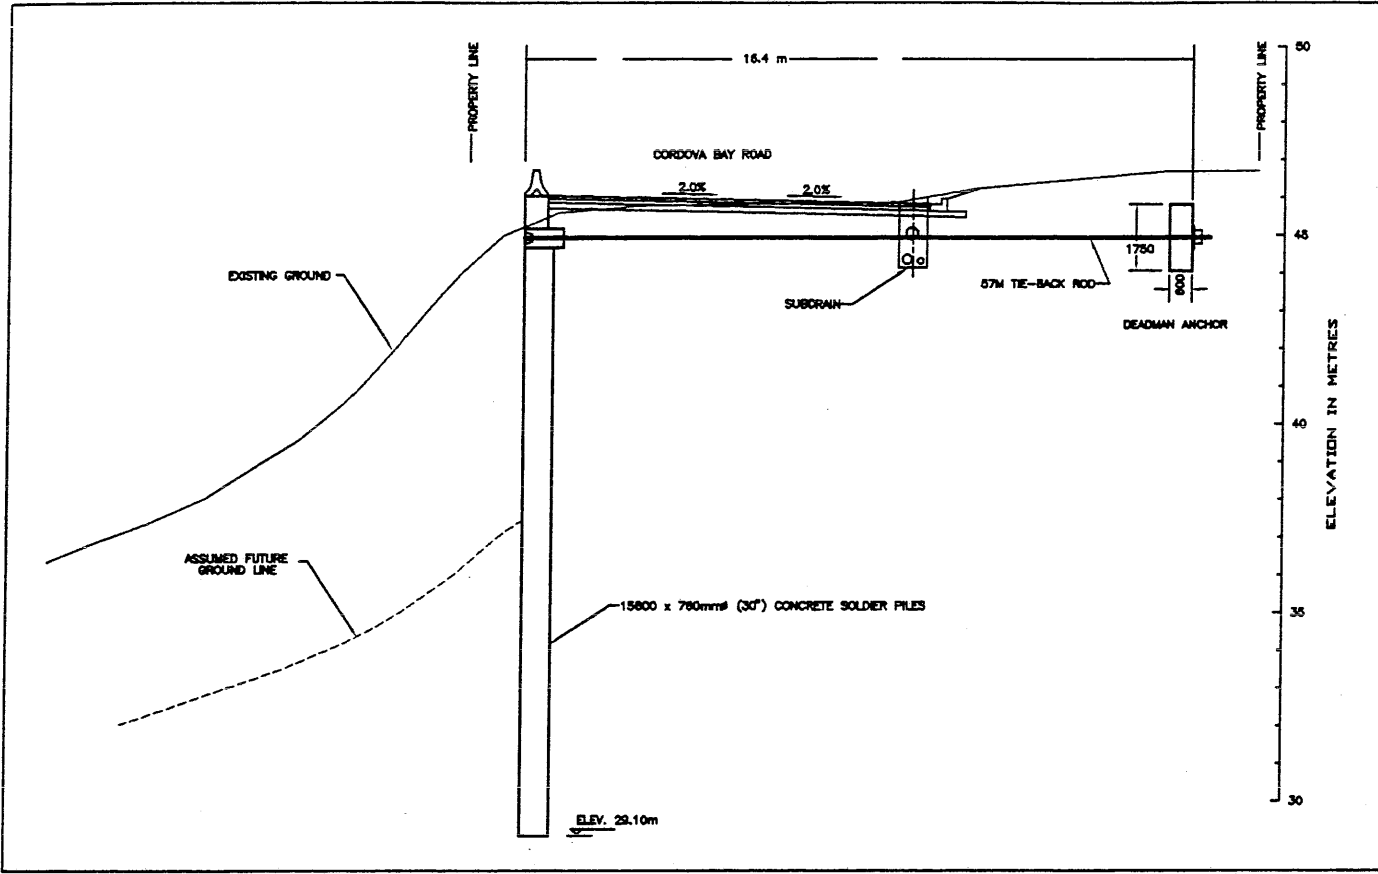 PROPERTY LINE
16.4 m
PROPERTY LINE
50
CORDOVA BAY ROAD
2.0%
2.0%
45
1750
EXISTING GROUND
57M TIE-BACK ROD
600
SUBDRAIN
DEADMAN ANCHOR
ELEVATION IN METRES
40
ASSUMED FUTURE
GROUND LINE
15600 x 760mmø (30") CONCRETE SOLDIER PILES
35
30
ELEV. 29.10m